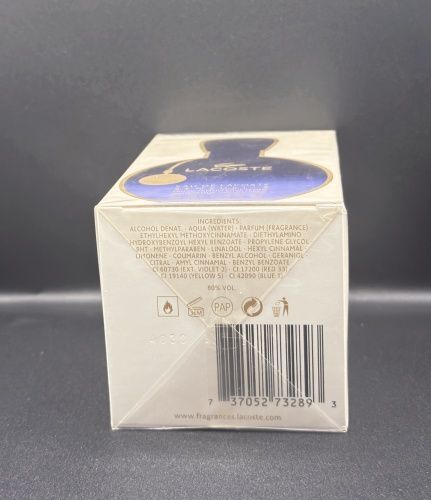 LACOSTE
INGREDIENTS:
ALCOHOL DENAT. - AQUA (WATER) - PARFUM (FRAGRANCE)
ETHYLHEXYL METHOXYCINNAMATE - DIETHYLAMINO
HYDROXYBENZOYL HEXYL BENZOATE - PROPYLENE GLYCOL
BHT - METHYLPARABEN - LINALOOL - HEXYL CINNAMAL
LIMONENE - COUMARIN - BENZYL ALCOHOL - GERANIOL
CITRAL - AMYL CINNAMAL - BENZYL BENZOATE
CI 60730 (EXT. VIOLET 2) - CI 17200 (RED 33)
CI 19140 (YELLOW 5) - CI 42090 (BLUE 1)
80% VOL.
PAP
7 37052 73289 3
www.fragrances.lacoste.com